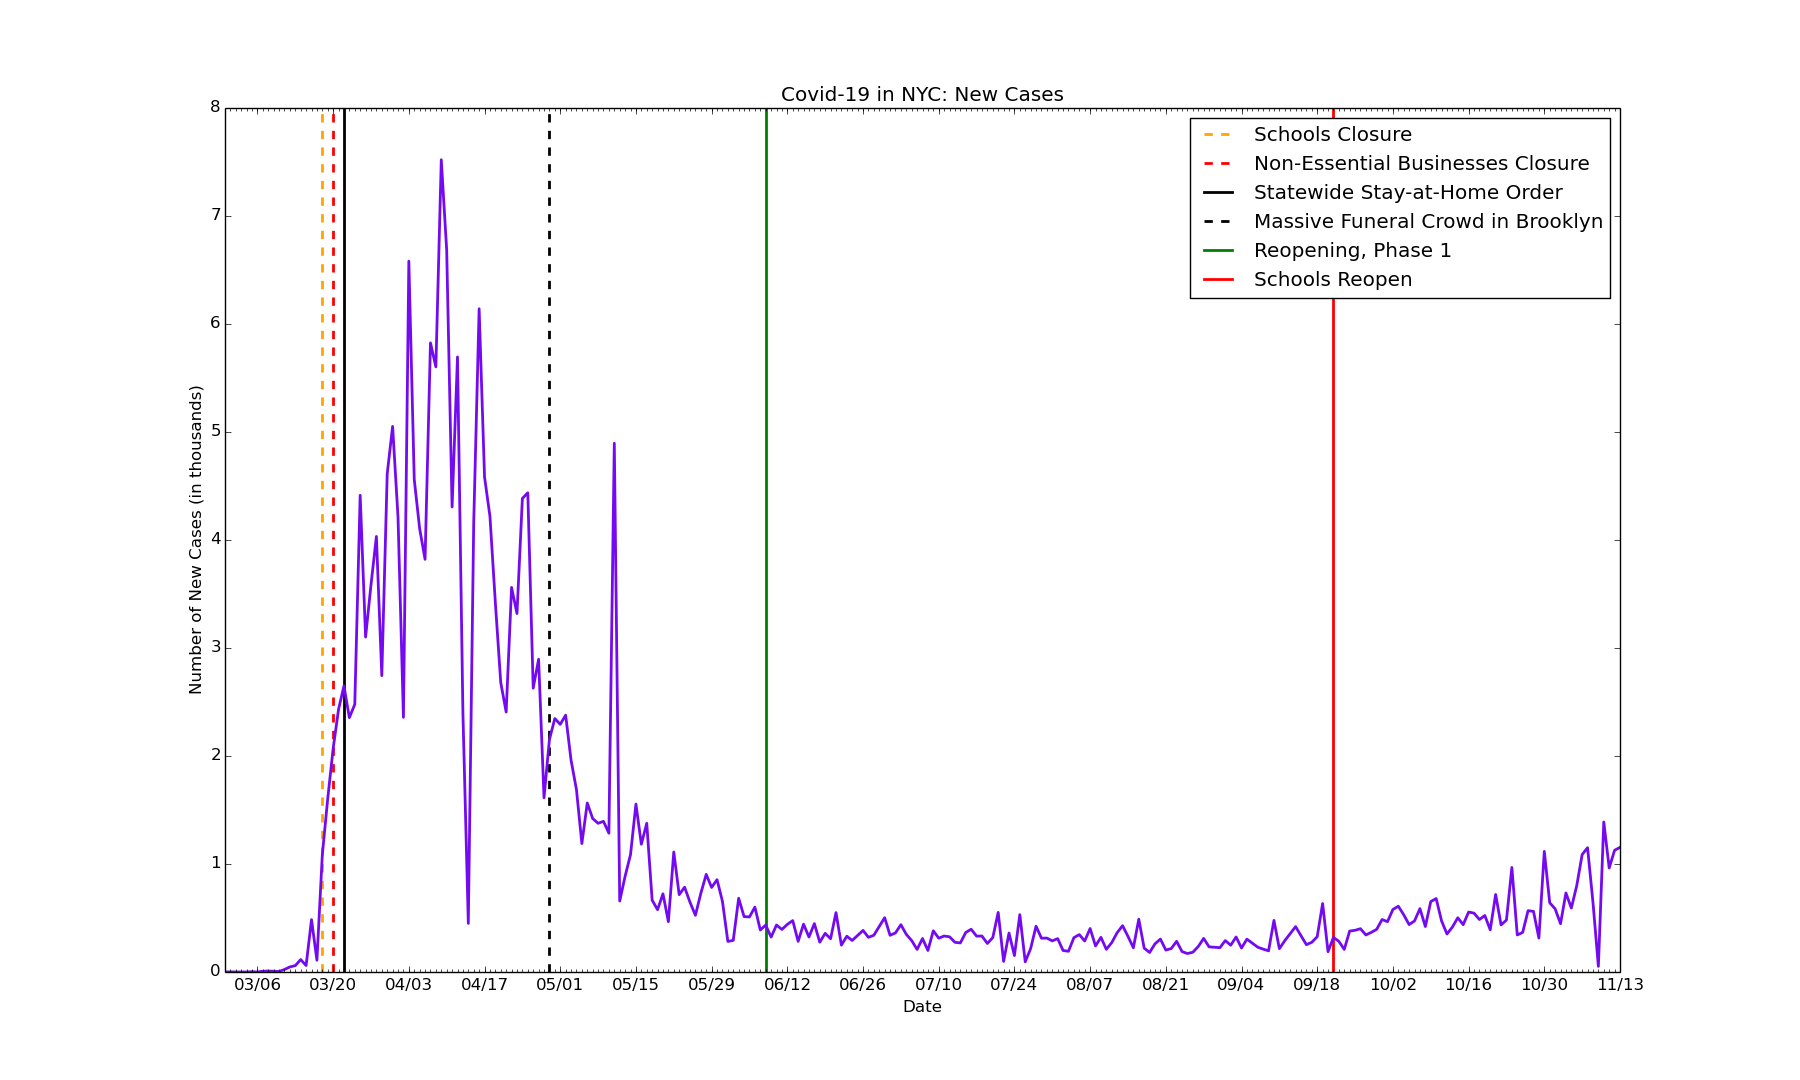 Covid-19 in NYC: New Cases
8
7
6
5
4
3
2
1
0
Number of New Cases (in thousands)
Schools Closure
Non-Essential Businesses Closure
Statewide Stay-at-Home Order
Massive Funeral Crowd in Brooklyn
Reopening, Phase 1
Schools Reopen
03/06 03/20 04/03 04/17 05/01 05/15 05/29 06/12 06/26 07/10 07/24 08/07 08/21 09/04 09/18 10/02 10/16 10/30 11/13
Date